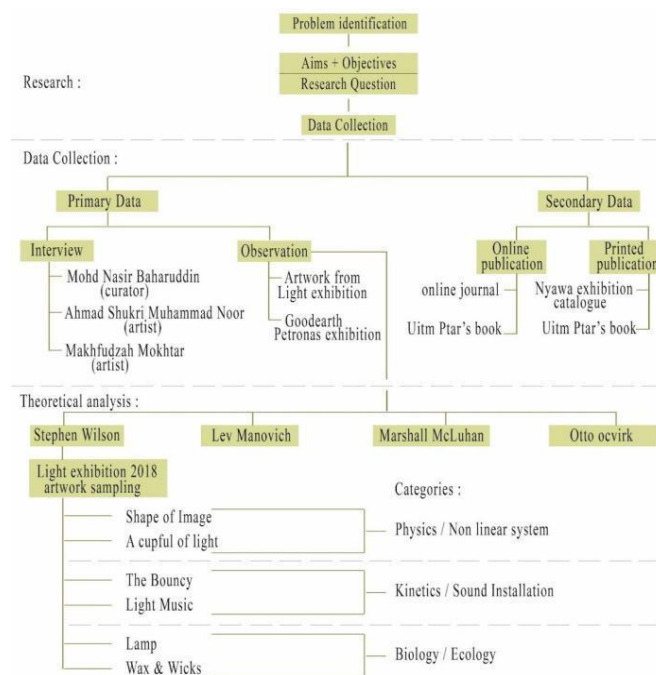 Problem identification
Research :
Aims + Objectives
Research Question
Data Collection
Data Collection :
Primary Data
Secondary Data
Interview
Observation
Online
publication
Printed
publication
Mohd Nasir Baharuddin
(curator)
Ahmad Shukri Muhammad Noor
(artist)
Makhfudzah Mokhtar
(artist)
Artwork from
Light exhibition
Goodearth
Petronas exhibition
online journal
Uitm Ptar's book
Nyawa exhibition
catalogue
Uitm Ptar's book
Theoretical analysis :
Stephen Wilson
Lev Manovich
Marshall McLuhan
Otto ocvirk
Light exhibition 2018
artwork sampling
Categories :
Shape of Image
A cupful of light
Physics / Non linear system
The Bouncy
Light Music
Kinetics / Sound Installation
Lamp
Wax & Wicks
Biology / Ecology